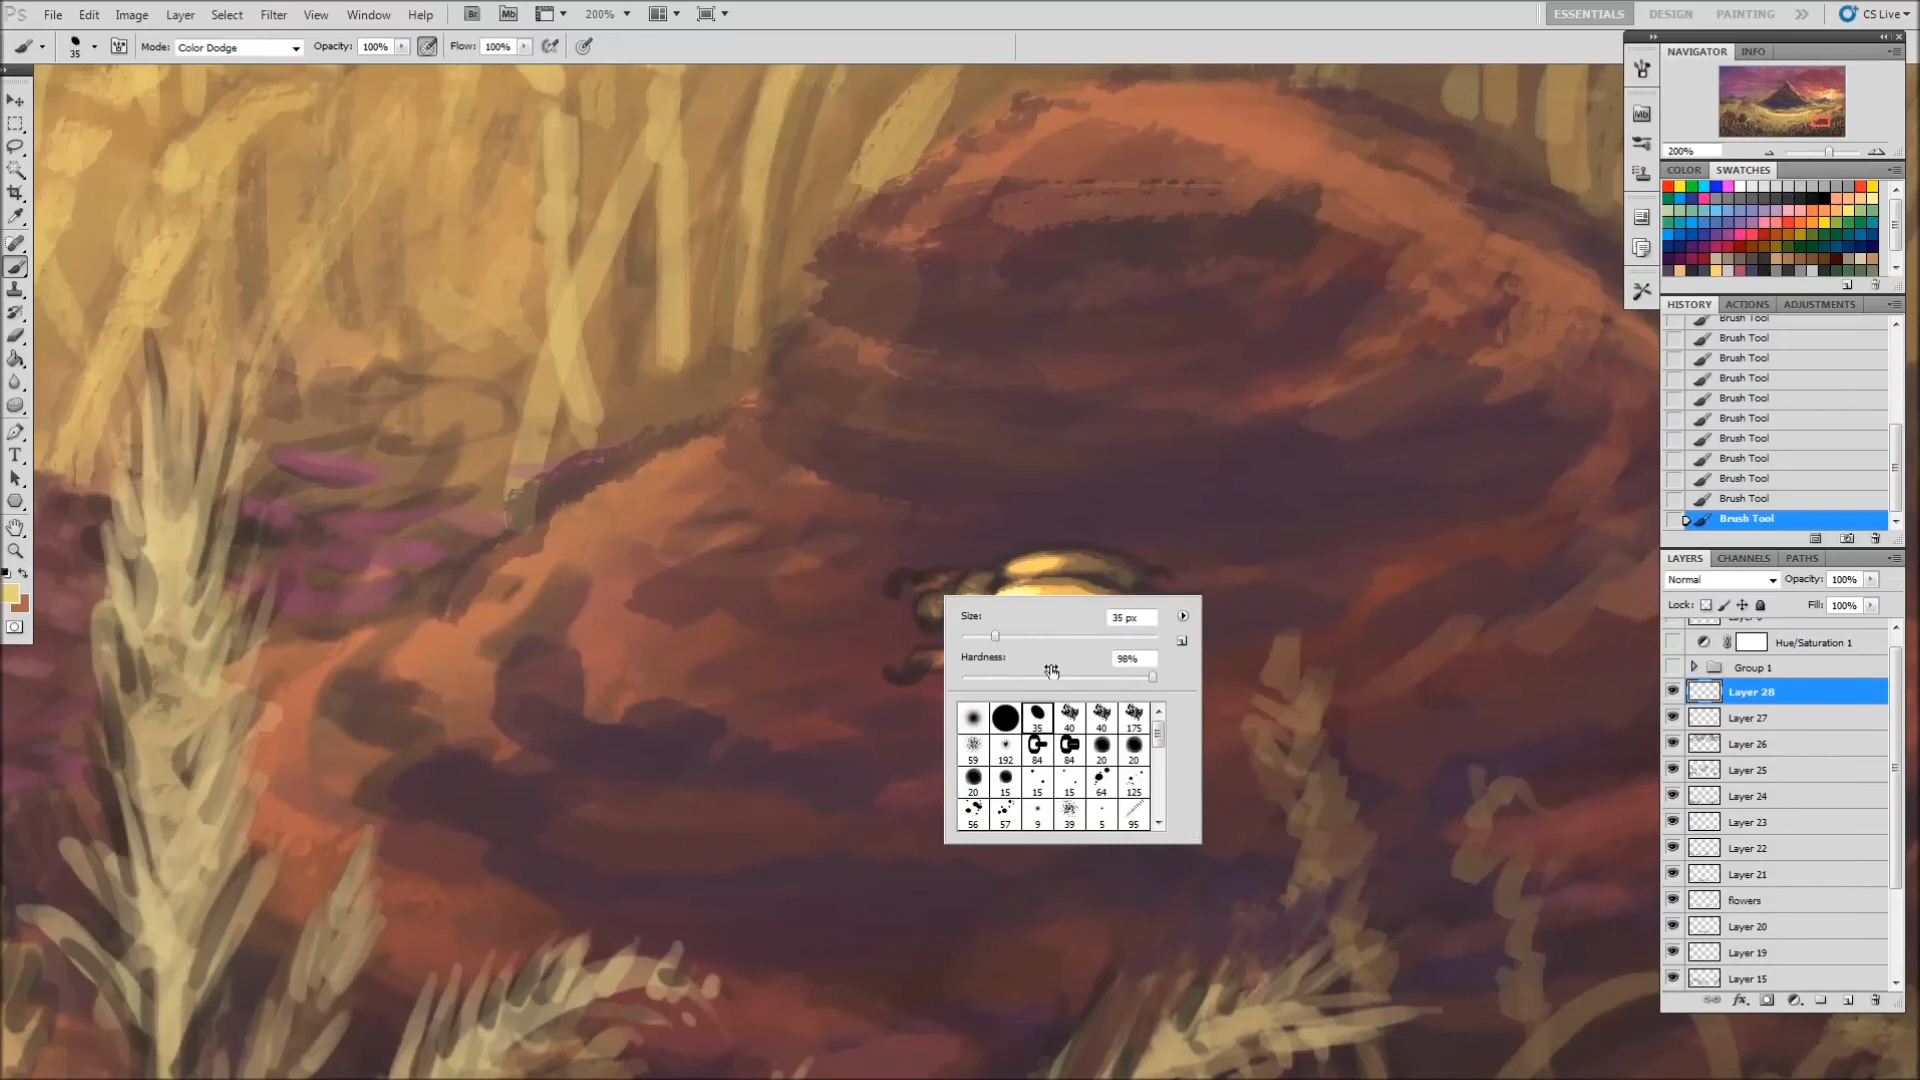 Ps File Edit Image Layer Select Filter View Window Help Br Mb 200% ESSENTIALS DESIGN PAINTING CS Live
35 Mode: Color Dodge Opacity: 100% Flow: 100%
NAVIGATOR INFO
200%
COLOR SWATCHES
HISTORY ACTIONS ADJUSTMENTS
Brush Tool
Brush Tool
Brush Tool
Brush Tool
Brush Tool
Brush Tool
Brush Tool
Brush Tool
Brush Tool
Brush Tool
Brush Tool
LAYERS CHANNELS PATHS
Normal Opacity: 100%
Lock: Fill: 100%
Hue/Saturation 1
Group 1
Layer 28
Layer 27
Layer 26
Layer 25
Layer 24
Layer 23
Layer 22
Layer 21
flowers
Layer 20
Layer 19
Layer 15
Mb
T
Size: 35 px
Hardness: 98%
35 40 40 175
59 192 84 84 20 20
20 15 15 15 64 125
56 57 9 39 5 95